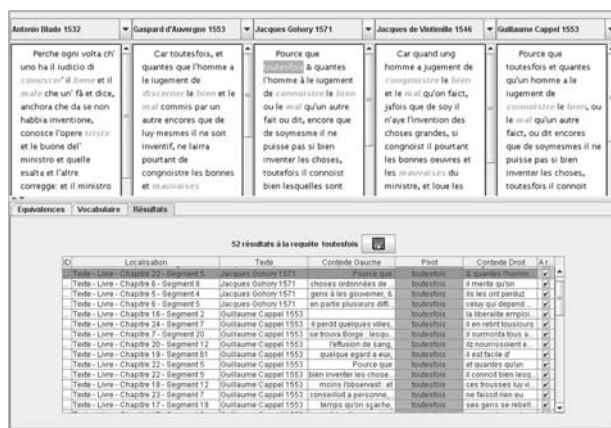 Antonio Blado 1532
Perche ogni volta ch'
uno ha il iudicio di
conoscer' il bene et il
male che un' fà et dice,
anchora che da se non
habbia inventione,
conosce l'opere triste
et le buone del'
ministro et quelle
esalta et l'altre
corregge: et il ministro
Gaspard d'Auvergne 1553
Car toutesfois, et
quantes que l'homme a
le iugement de
discerner le bien et le
mal commis par un
autre encores que de
luy mesmes il ne soit
inventif, ne lairra
pourtant de
congnoistre les bonnes
et mauvaises
Jacques Gohory 1571
Pource que
toutesfois & quantes
l'homme à le iugement
de connoistre le bien
ou le mal qu'un autre
fait ou dit, encore que
de soymesme il ne
puisse pas si bien
inventer les choses,
toutefois il connoist
bien lesquelles sont
Jacques de Vintimille 1546
Car quand ung
homme a jugement de
congnoistre le bien
et le mal qu'on faict,
jafois que de soy il
n'aye l'invention des
choses grandes, si
congnoist il pourtant
les bonnes oeuvres et
les mauvaises du
ministre, et loue les
Guillaume Cappel 1553
Pource que
toutesfois et quantes
qu'un homme a le
iugement de
connoistre le bien, ou
le mal qu'un autre
faict, ou dit encores
que de soymesmes il ne
puisse pas si bien
inventer les choses,
toutesfois il connoit
Equivalences Vocabulaire Résultats
52 résultats à la requête toutesfois
ID Localisation Texte Contexte Gauche Pivot Contexte Droit A r.
Texte - Livre - Chapitre 22 - Segment 5 Jacques Gohory 1571 Pource que toutesfois & quantes l'homm...
Texte - Livre - Chapitre 6 - Segment 8 Jacques Gohory 1571 choses ordonnées de ... toutesfois il merite qu'on
Texte - Livre - Chapitre 5 - Segment 4 Jacques Gohory 1571 gens à les gouverner, & toutesfois ils les ont perduz
Texte - Livre - Chapitre 6 - Segment 5 Jacques Gohory 1571 en partie plusieurs diffi... toutesfois celuy qui depend...
Texte - Livre - Chapitre 16 - Segment 2 Guillaume Cappel 1553 toutesfois la liberalite emploi...
Texte - Livre - Chapitre 24 - Segment 7 Guillaume Cappel 1553 il perdit quelques villes, toutesfois il en retint tousiours
Texte - Livre - Chapitre 7 - Segment 20 Guillaume Cappel 1553 se trouva Borge : lesqu... toutesfois il surmonta tous a...
Texte - Livre - Chapitre 20 - Segment 12 Guillaume Cappel 1553 l'effusion de sang, toutesfois ilz nourrissoient e...
Texte - Livre - Chapitre 19 - Segment 61 Guillaume Cappel 1553 quelque egard a eux, toutesfois il est facile d'
Texte - Livre - Chapitre 22 - Segment 5 Guillaume Cappel 1553 Pource que toutesfois et quantes qu'un
Texte - Livre - Chapitre 22 - Segment 5 Guillaume Cappel 1553 bien inventer les chose... toutesfois il connoit bien lesq...
Texte - Livre - Chapitre 18 - Segment 12 Guillaume Cappel 1553 moins l'observast: et toutesfois ces trousses luy vi...
Texte - Livre - Chapitre 23 - Segment 7 Guillaume Cappel 1553 conseilloit a personne, toutesfois ne faisoit rien eu
Texte - Livre - Chapitre 17 - Segment 19 Guillaume Cappel 1553 temps qu'on sçache, toutesfois ses gens se rebell...